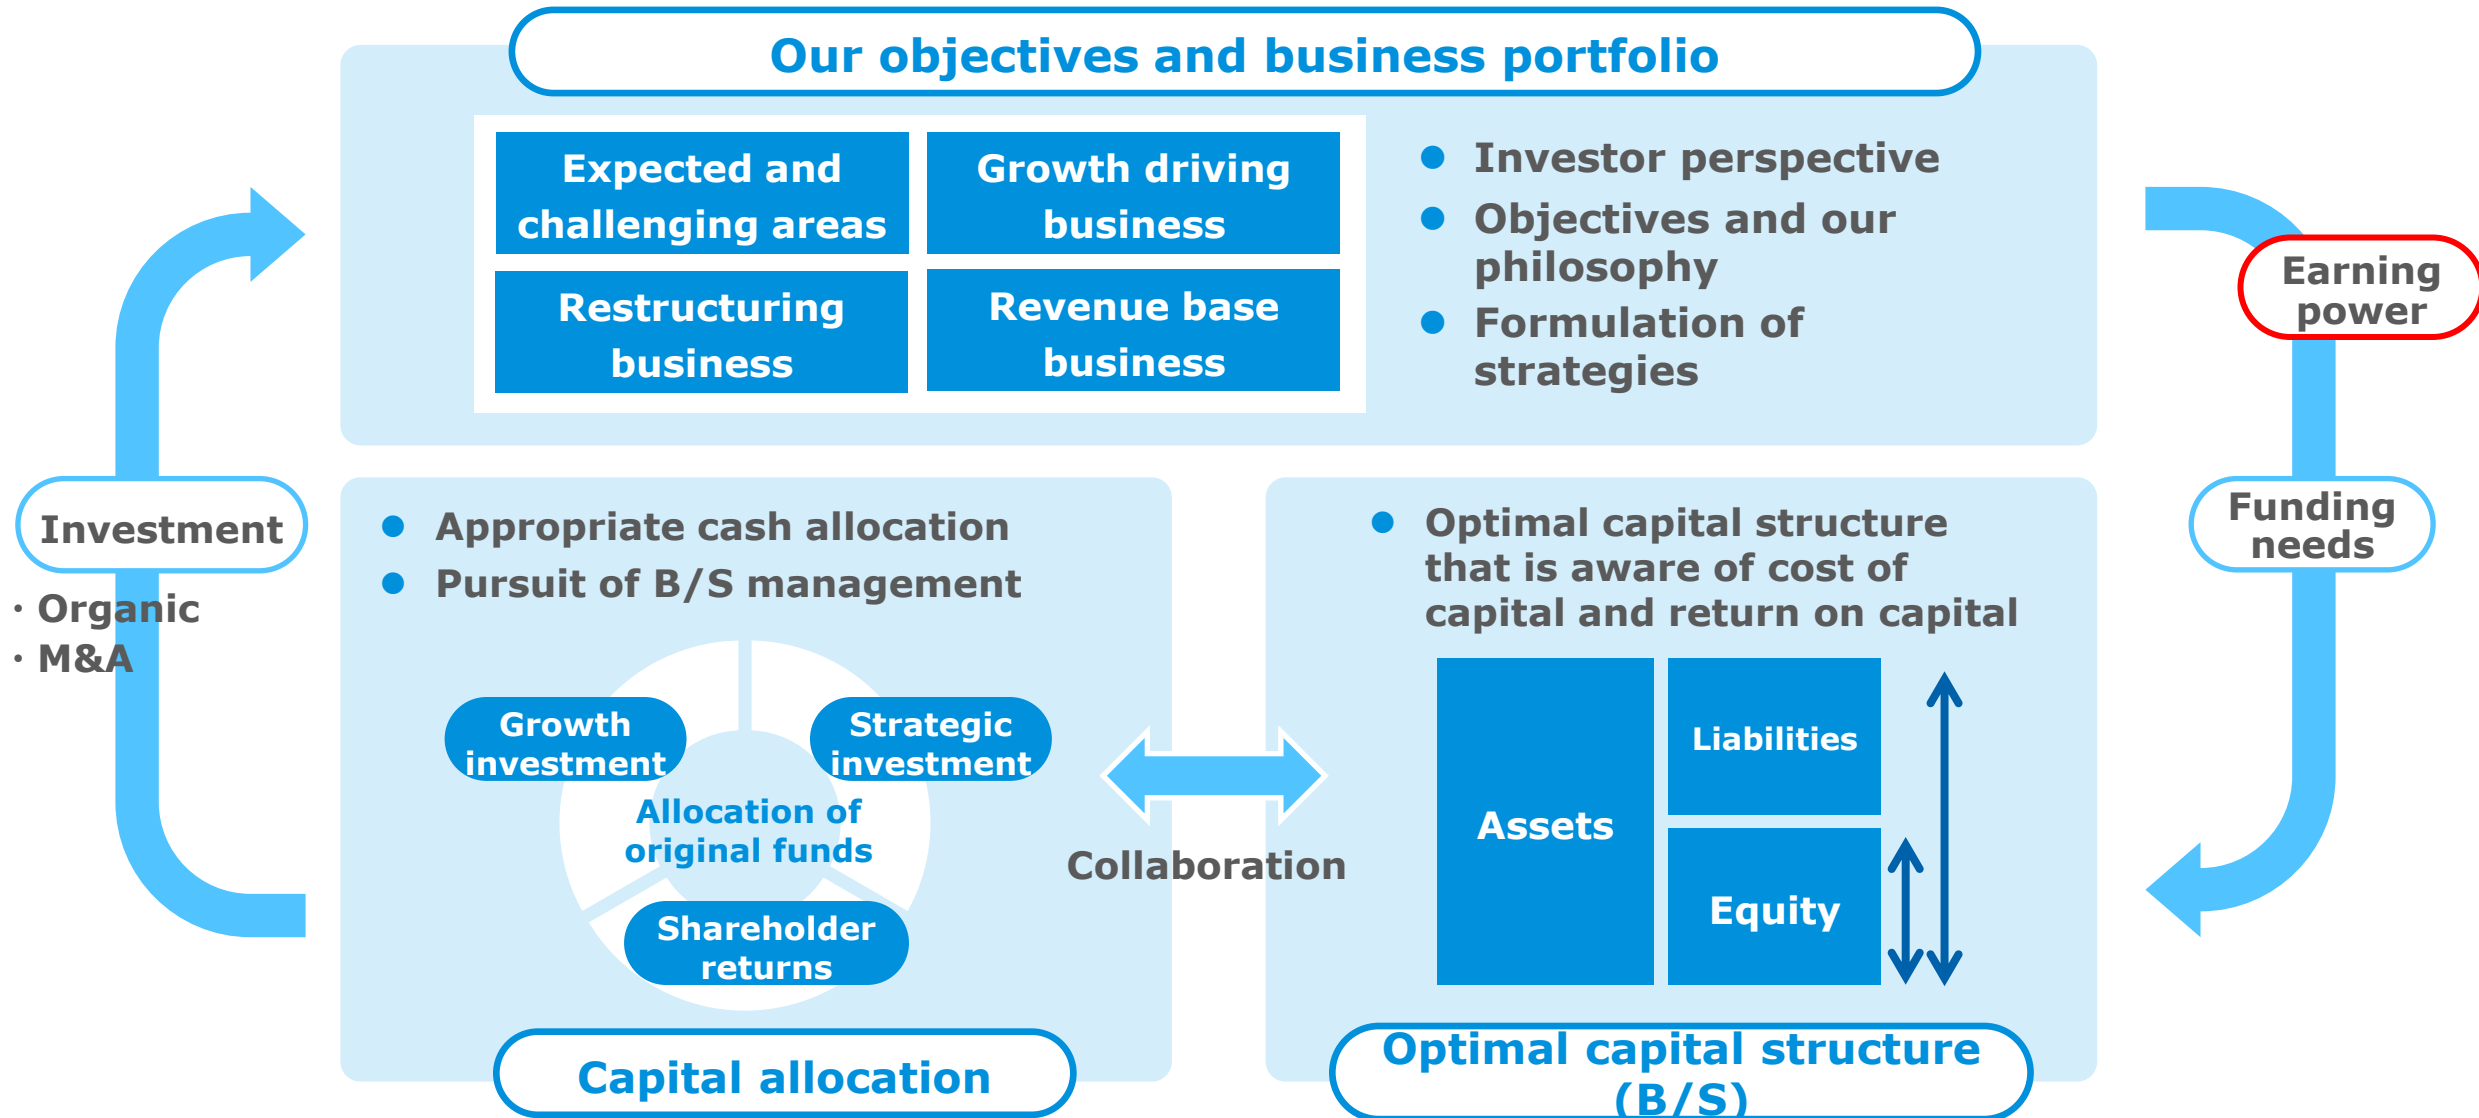 Our objectives and business portfolio
Expected and
challenging areas
Growth driving
business
Restructuring
business
Revenue base
business
● Investor perspective
● Objectives and our
philosophy
● Formulation of
strategies
Earning
power
Funding
needs
Investment
・Organic
・M&A
● Appropriate cash allocation
● Pursuit of B/S management
Growth
investment
Strategic
investment
Allocation of
original funds
Shareholder
returns
Capital allocation
Collaboration
● Optimal capital structure
that is aware of cost of
capital and return on capital
Assets
Liabilities
Equity
Optimal capital structure
(B/S)